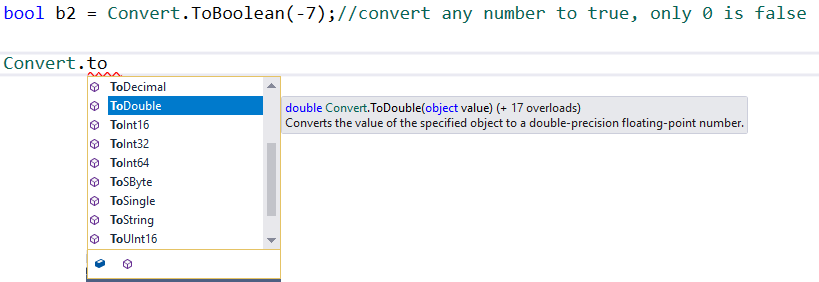 bool b2 = Convert.ToBoolean(-7);//convert any number to true, only 0 is false
Convert.to
ToDecimal
ToDouble
double Convert.ToDouble(object value) (+ 17 overloads)
Converts the value of the specified object to a double-precision floating-point number.
ToInt16
ToInt32
ToInt64
ToSByte
ToSingle
ToString
ToUInt16